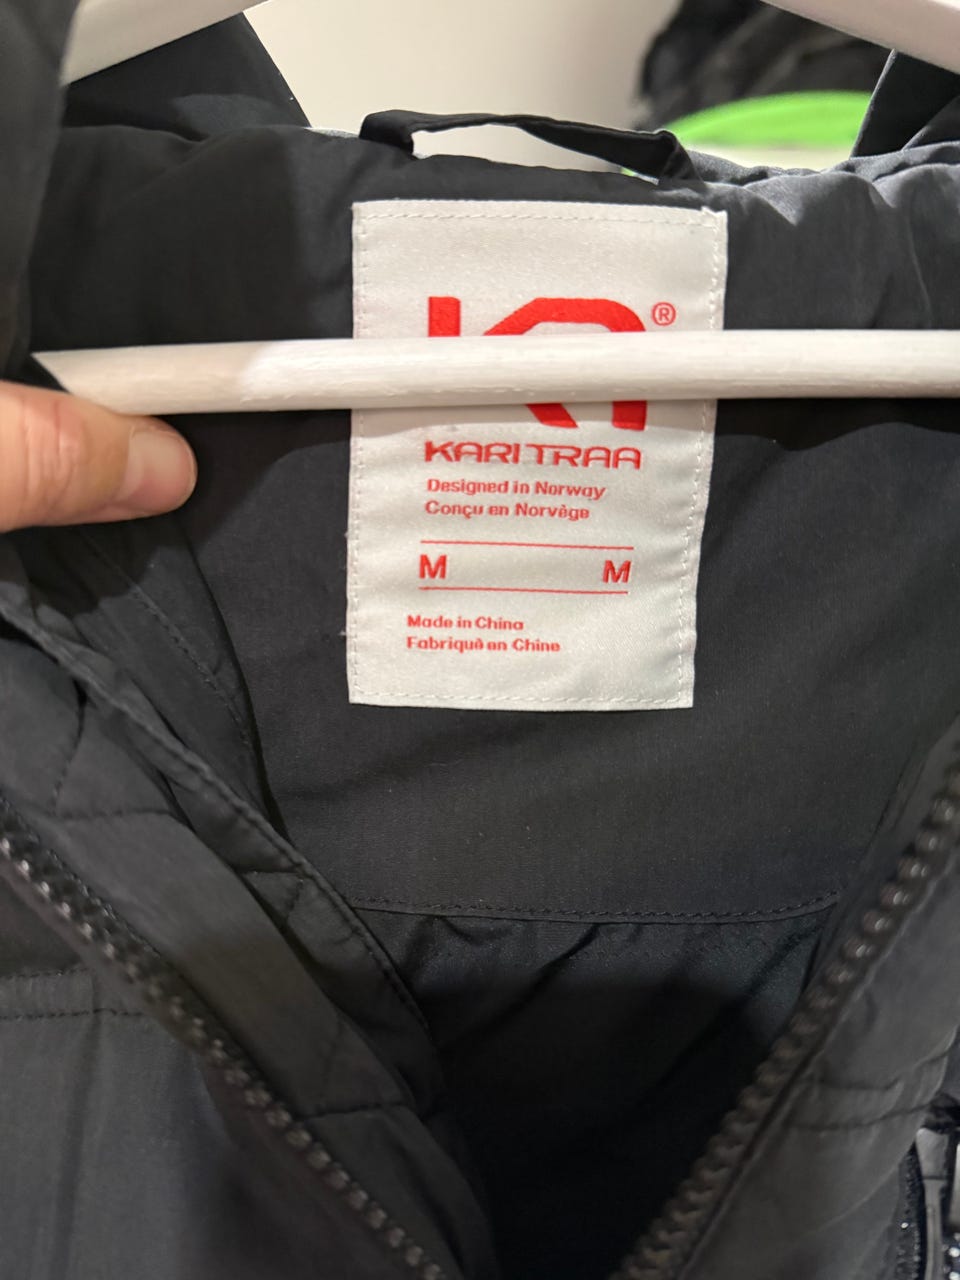 ®
KARI TRAA
Designed in Norway
Conçu en Norvège
M M
Made in China
Fabriqué en Chine